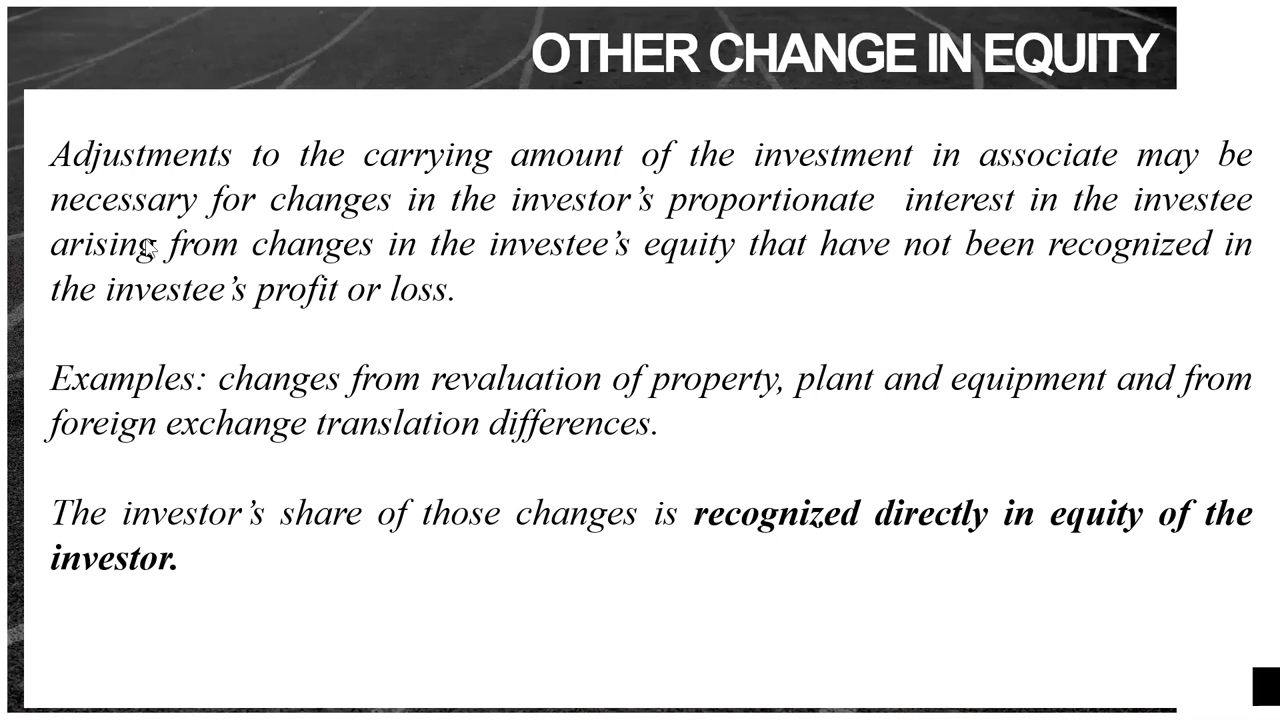 OTHER CHANGE IN EQUITY
Adjustments to the carrying amount of the investment in associate may be
necessary for changes in the investor’s proportionate interest in the investee
arising from changes in the investee’s equity that have not been recognized in
the investee’s profit or loss.
Examples: changes from revaluation of property, plant and equipment and from
foreign exchange translation differences.
The investor’s share of those changes is recognized directly in equity of the
investor.